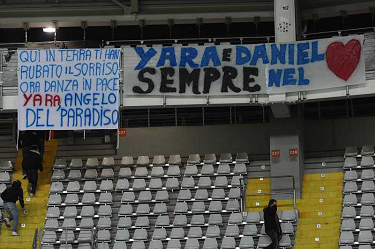 QUI IN TERRA TI HAN
RUBATO IL SORRISO
ORA DANZA IN PACE
YARA ANGELO
DEL PARADISO
YARA E DANIEL
SEMPRE NEL